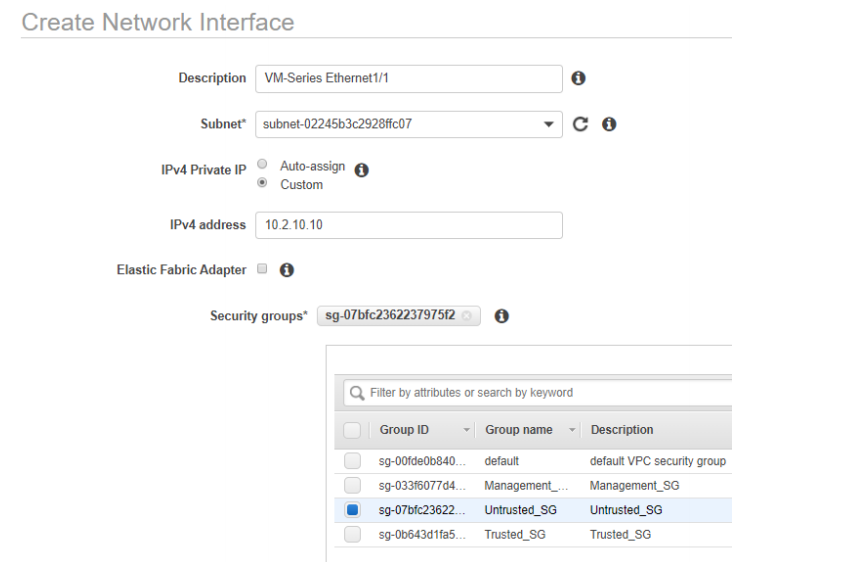 Create Network Interface
Description VM-Series Ethernet1/1
Subnet* subnet-02245b3c2928ffc07
IPv4 Private IP Auto-assign
Custom
IPv4 address 10.2.10.10
Elastic Fabric Adapter
Security groups* sg-07bfc2362237975f2
Filter by attributes or search by keyword
Group ID Group name Description
sg-00fde0b840... default default VPC security group
sg-033f6077d4... Management_... Management_SG
sg-07bfc23622... Untrusted_SG Untrusted_SG
sg-0b643d1fa5... Trusted_SG Trusted_SG